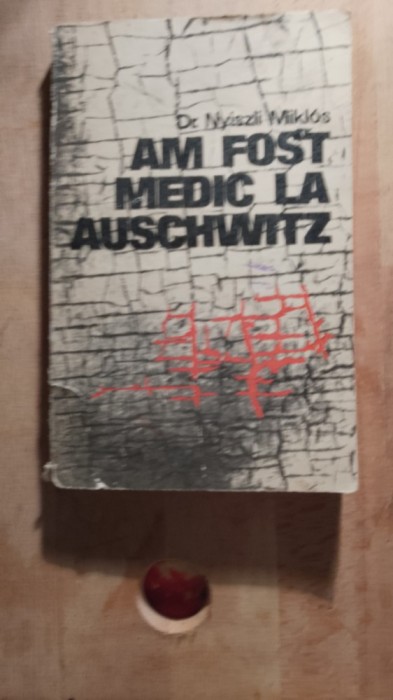 Dr. Nyiszli Miklós
AM FOST
MEDIC LA
AUSCHWITZ